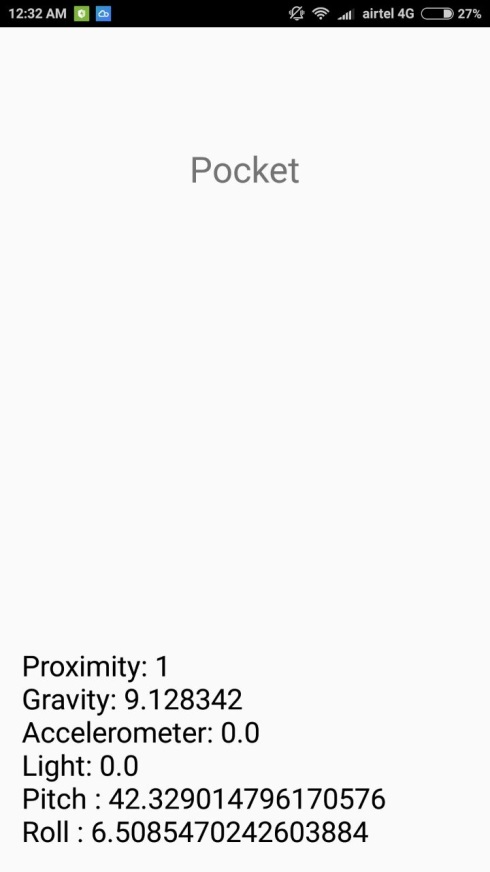 12:32 AM airtel 4G 27%
Pocket
Proximity: 1
Gravity: 9.128342
Accelerometer: 0.0
Light: 0.0
Pitch : 42.329014796170576
Roll : 6.5085470242603884